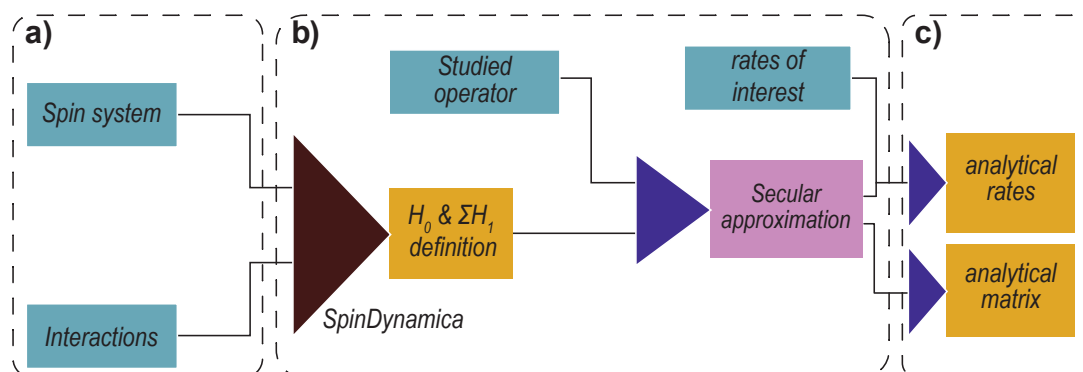 a)
Spin system
Interactions
b)
Studied
operator
rates of
interest
H₀ & ΣH₁
definition
SpinDynamica
Secular
approximation
c)
analytical
rates
analytical
matrix